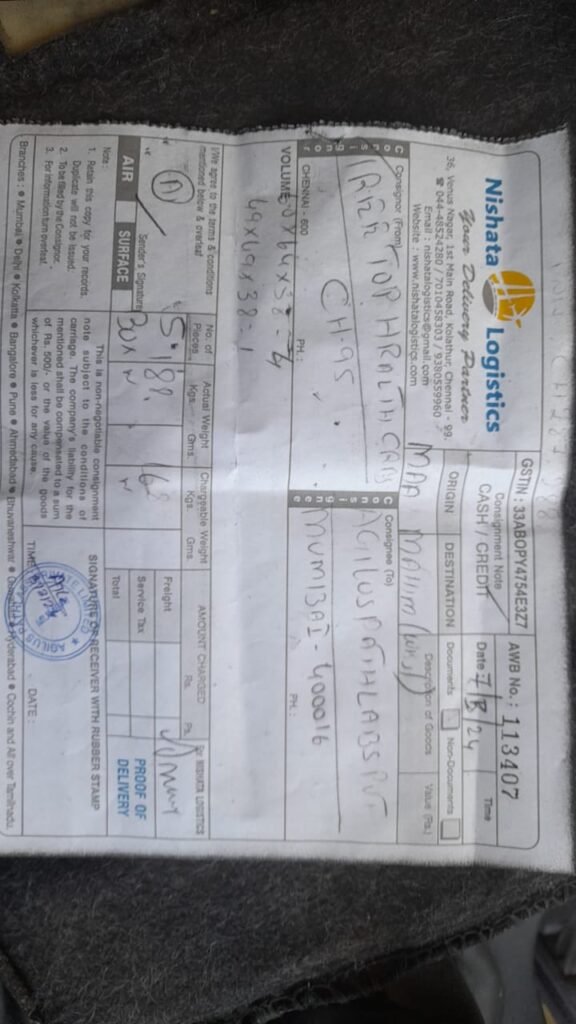 Nishata Logistics
Your Delivery Partner
36, Venus Nagar, 1st Main Road, Kolathur, Chennai - 99.
☎ 044-48524280 / 7010458303 / 9380559960
Email : nishatalogistics@gmail.com
Website : www.nishatalogistics.com
GSTIN : 33ABOPY4754E3Z7
Consignment Note
CASH / CREDIT
AWB No. : 113407
Date 7/8/24
Time
ORIGIN
MAA
DESTINATION
Documents
Non-Documents
Description of Goods
Value (Rs.)
Consignor
Consignor (From)
CH-95
CHENNAI - 600
PH. :
Consignee
Consignee (To)
AGILUS PATH LABS PVT
MUMBAI - 400016
PH. :
VOLUME
49x49x38=1
I/We agree to the terms & conditions
mentioned below & overleaf
Sender's Signature
No. of
Pieces
5
Actual Weight
Kgs. Gms.
188
Chargeable Weight
Kgs. Gms.
AMOUNT CHARGED
Rs. Ps.
Freight
Service Tax
Total
For NISHATA LOGISTICS
PROOF OF
DELIVERY
AIR SURFACE
Box
Note :
1. Retain this copy for your records.
Duplicate will not be issued.
2. To be filled by the Consignor.
3. For information turn overleaf.
This is non-negotiable consignment
note subject to the conditions of
carriage. The company's liability for the
mentioned shall be compensated to a sum
of Rs. 500/- or the value of the goods
whichever is less for any cause.
SIGNATURE OF RECEIVER WITH RUBBER STAMP
TIME : DATE :
Branches : ● Mumbai ● Delhi ● Kolkatta ● Bangalore ● Pune ● Ahmedabad ● Bhuvaneshwar ● Hyderabad ● Cochin and All over Tamilnadu.